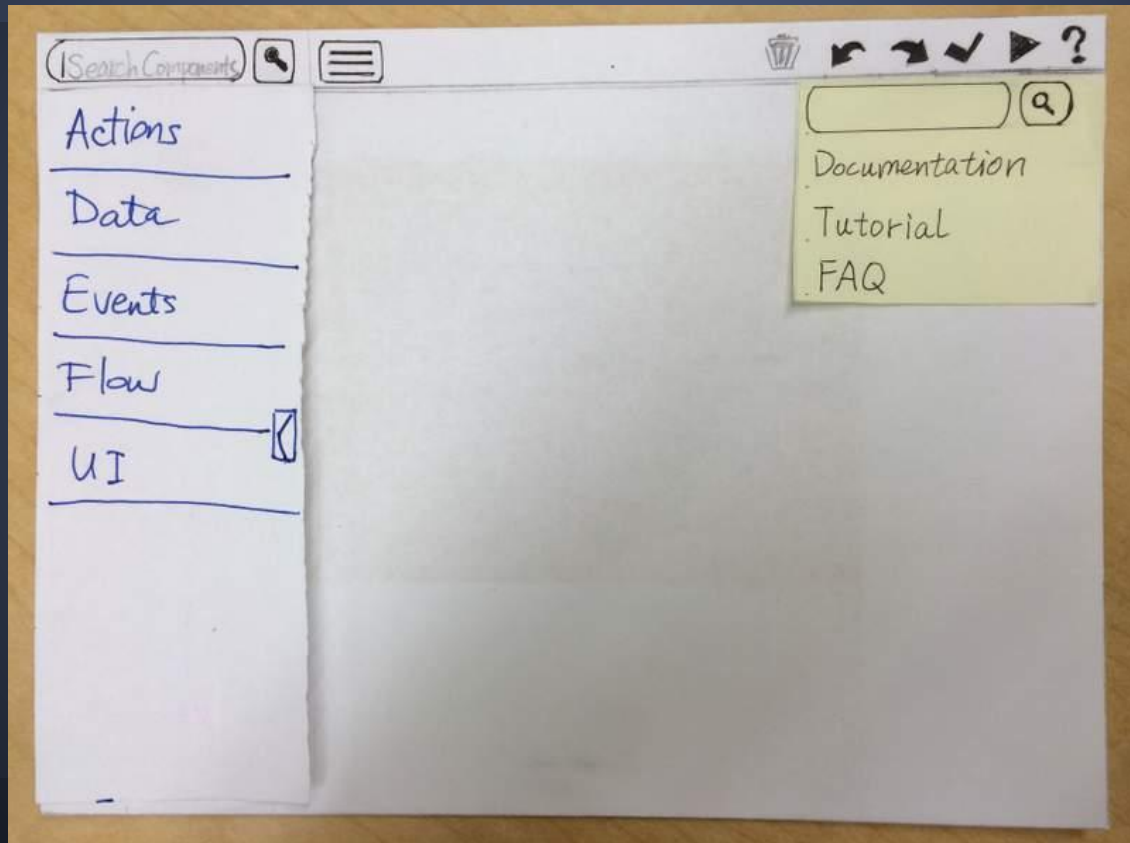 Search Components
?
Actions
Data
Events
Flow
UI
Documentation
Tutorial
FAQ